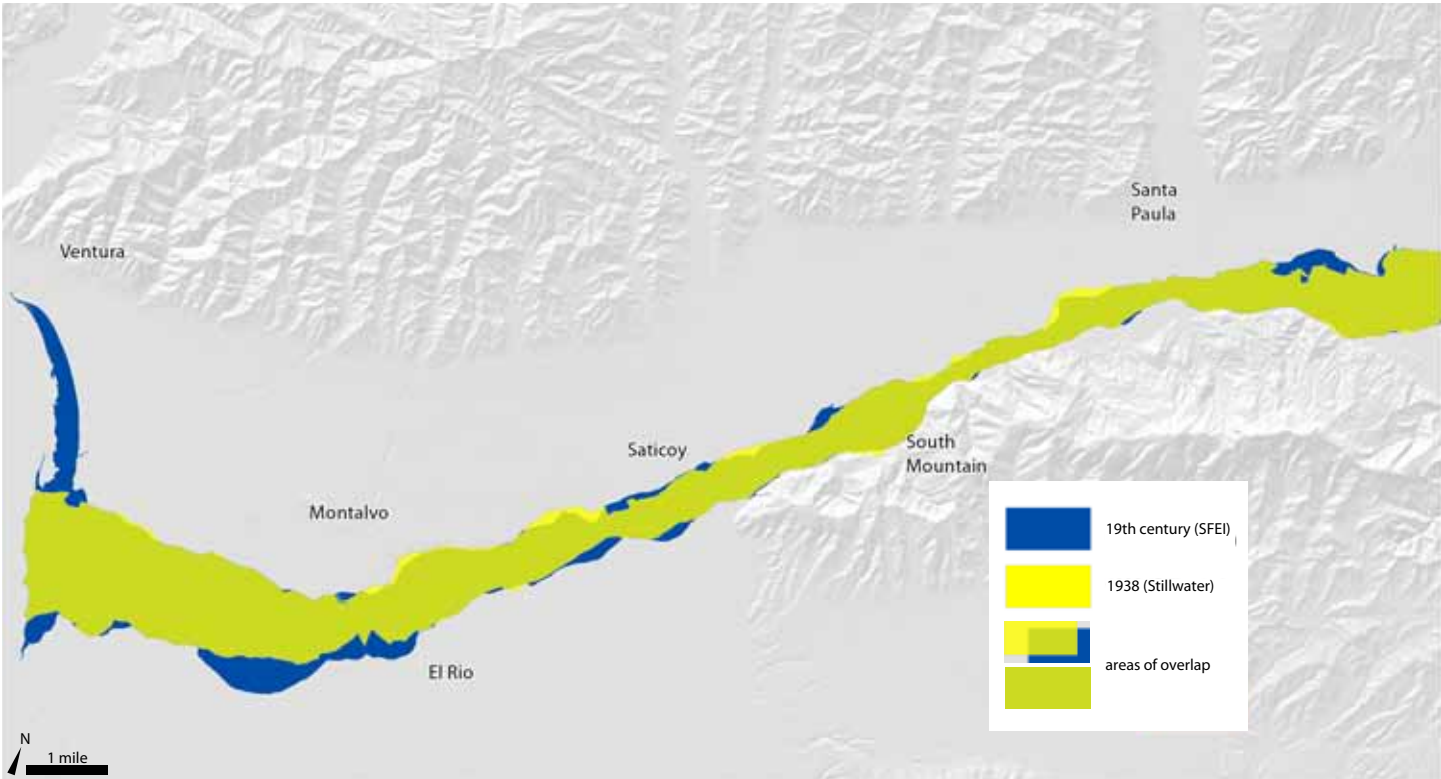 Santa
Paula
Ventura
South
Mountain
Saticoy
Montalvo
El Rio
19th century (SFEI)
1938 (Stillwater)
areas of overlap
N
1 mile